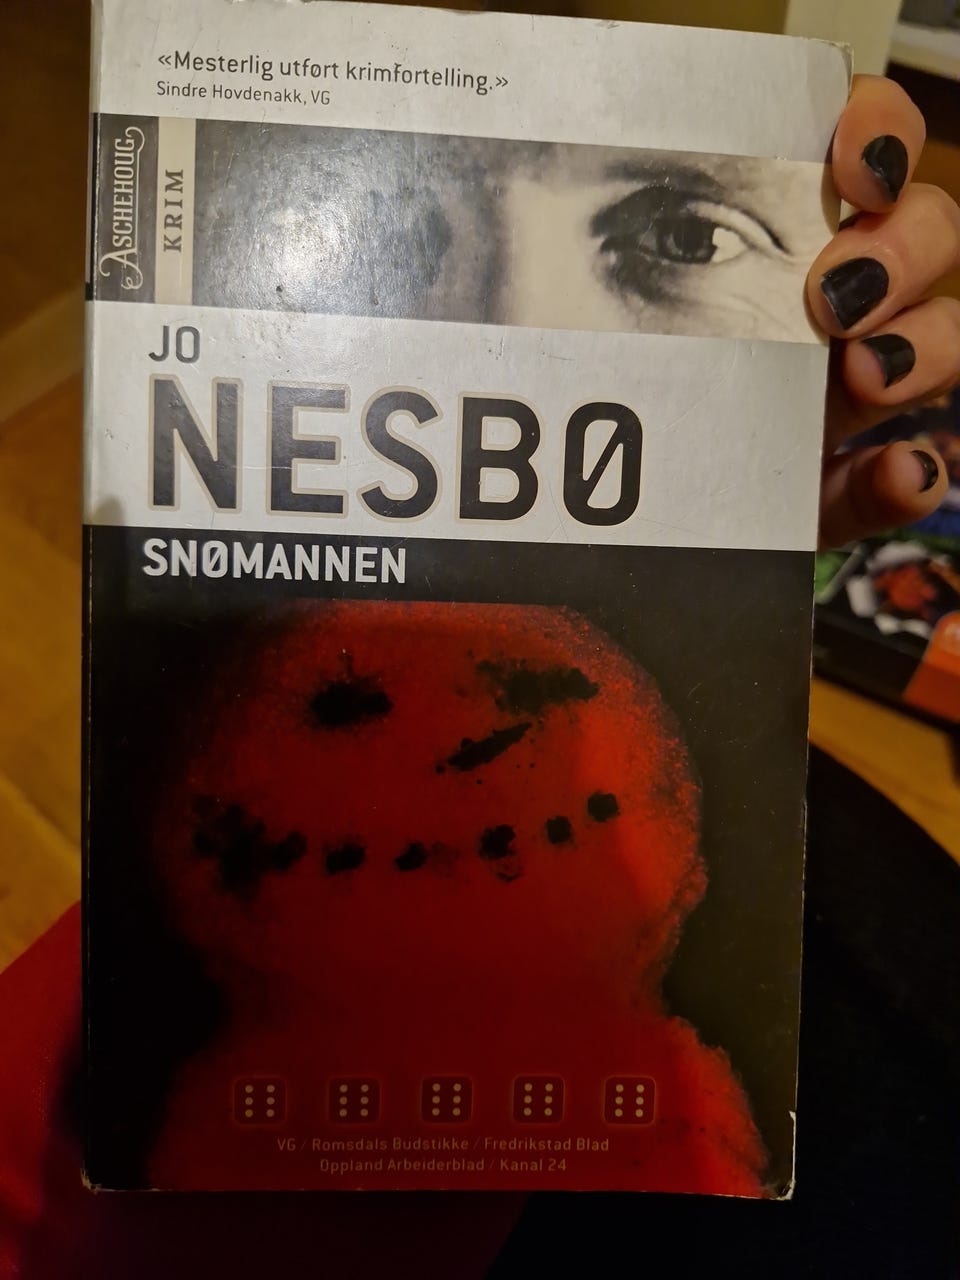 «Mesterlig utført krimfortelling.»
Sindre Hovdenakk, VG
ASCHEHOUG
KRIM
JO
NESBØ
SNØMANNEN
VG / Romsdals Budstikke / Fredrikstad Blad
Oppland Arbeiderblad / Kanal 24